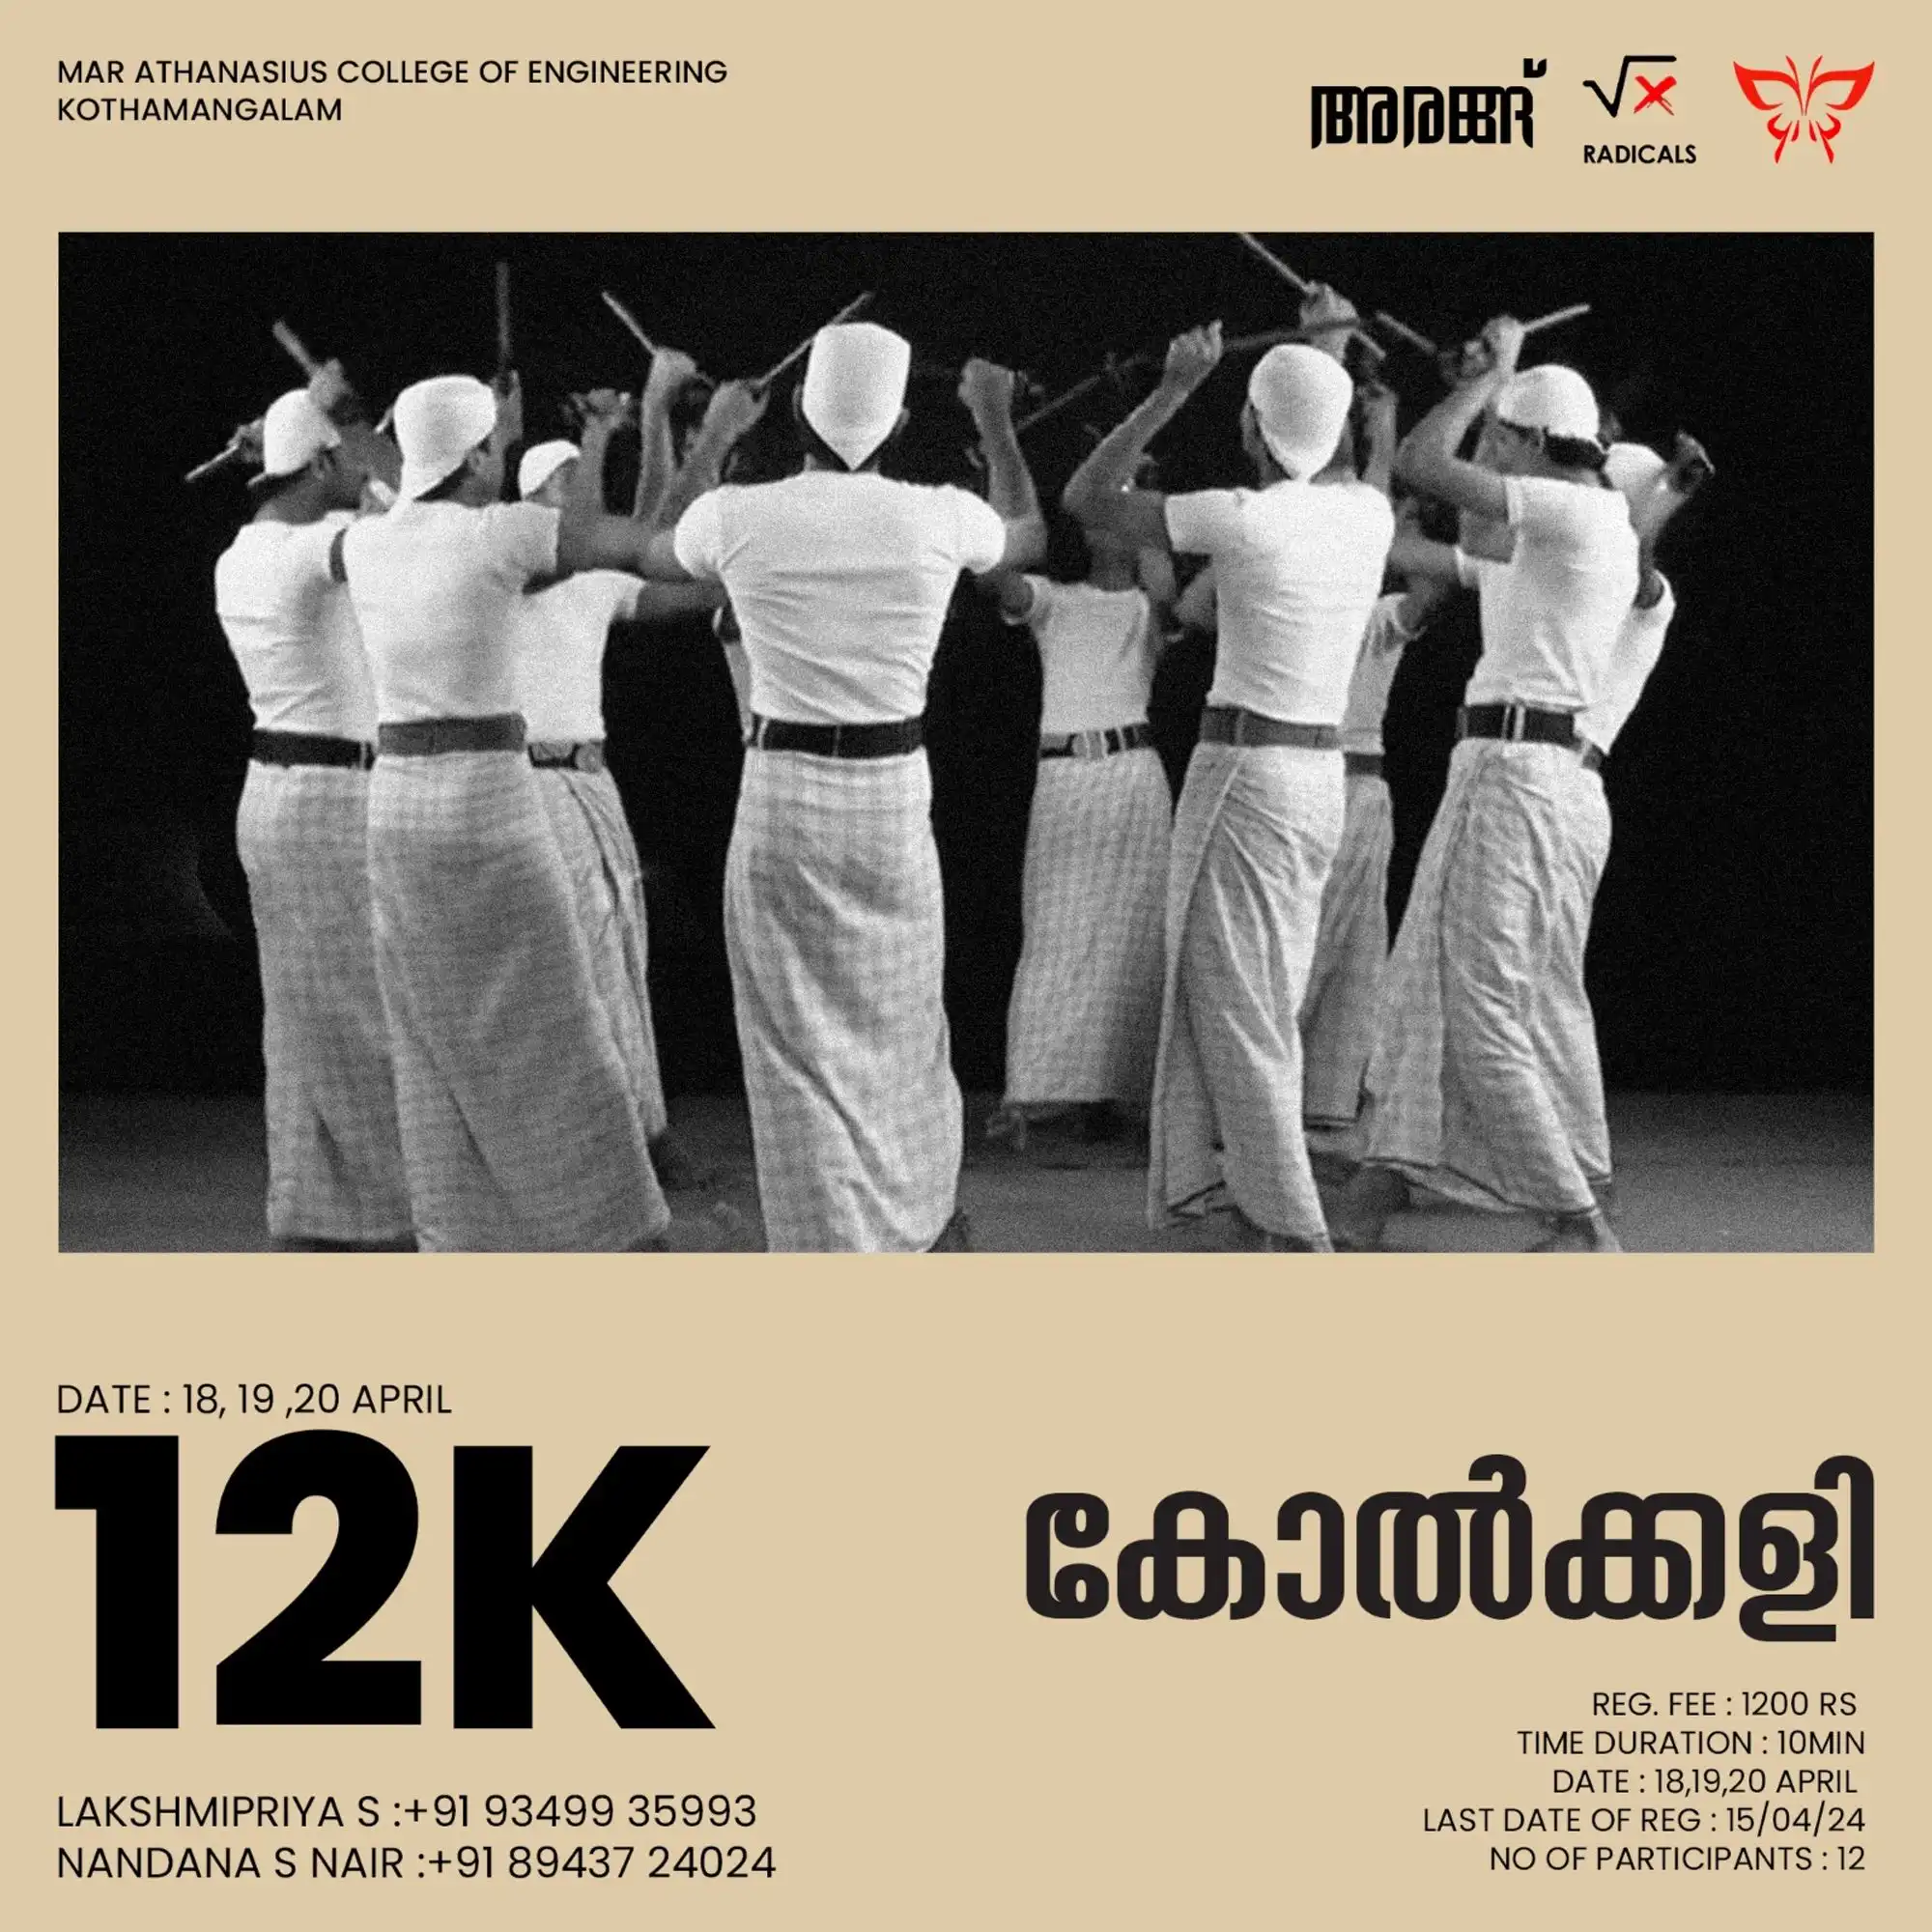 MAR ATHANASIUS COLLEGE OF ENGINEERING
KOTHAMANGALAM
അരങ്ങ്
√x
RADICALS
DATE : 18, 19 ,20 APRIL
12K
കോൽക്കളി
REG. FEE : 1200 RS
TIME DURATION : 10MIN
DATE : 18,19,20 APRIL
LAST DATE OF REG : 15/04/24
NO OF PARTICIPANTS : 12
LAKSHMIPRIYA S :+91 93499 35993
NANDANA S NAIR :+91 89437 24024